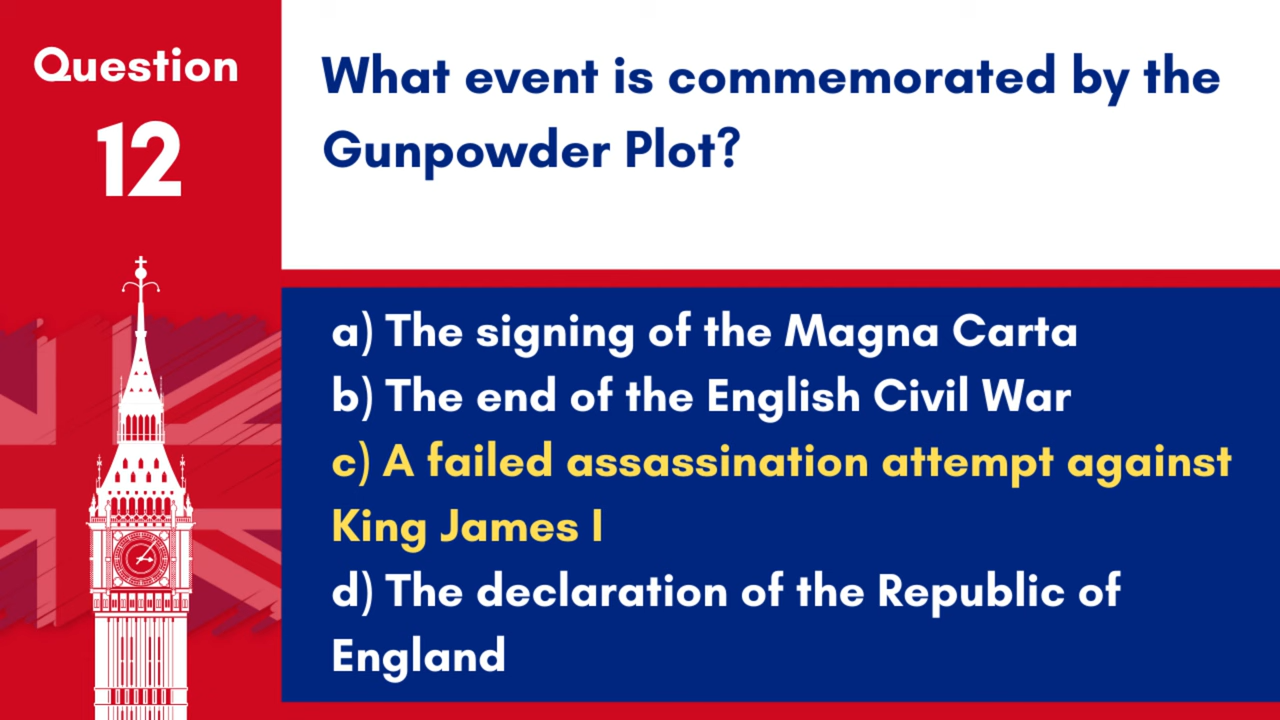 Question
12
What event is commemorated by the
Gunpowder Plot?
a) The signing of the Magna Carta
b) The end of the English Civil War
c) A failed assassination attempt against
King James I
d) The declaration of the Republic of
England